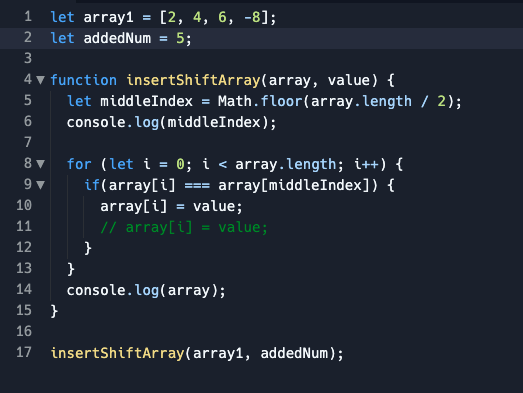 1 let array1 = [2, 4, 6, -8];
2 let addedNum = 5;
3
4 function insertShiftArray(array, value) {
5   let middleIndex = Math.floor(array.length / 2);
6   console.log(middleIndex);
7
8   for (let i = 0; i < array.length; i++) {
9     if(array[i] === array[middleIndex]) {
10       array[i] = value;
11       // array[i] = value;
12     }
13   }
14   console.log(array);
15 }
16
17 insertShiftArray(array1, addedNum);